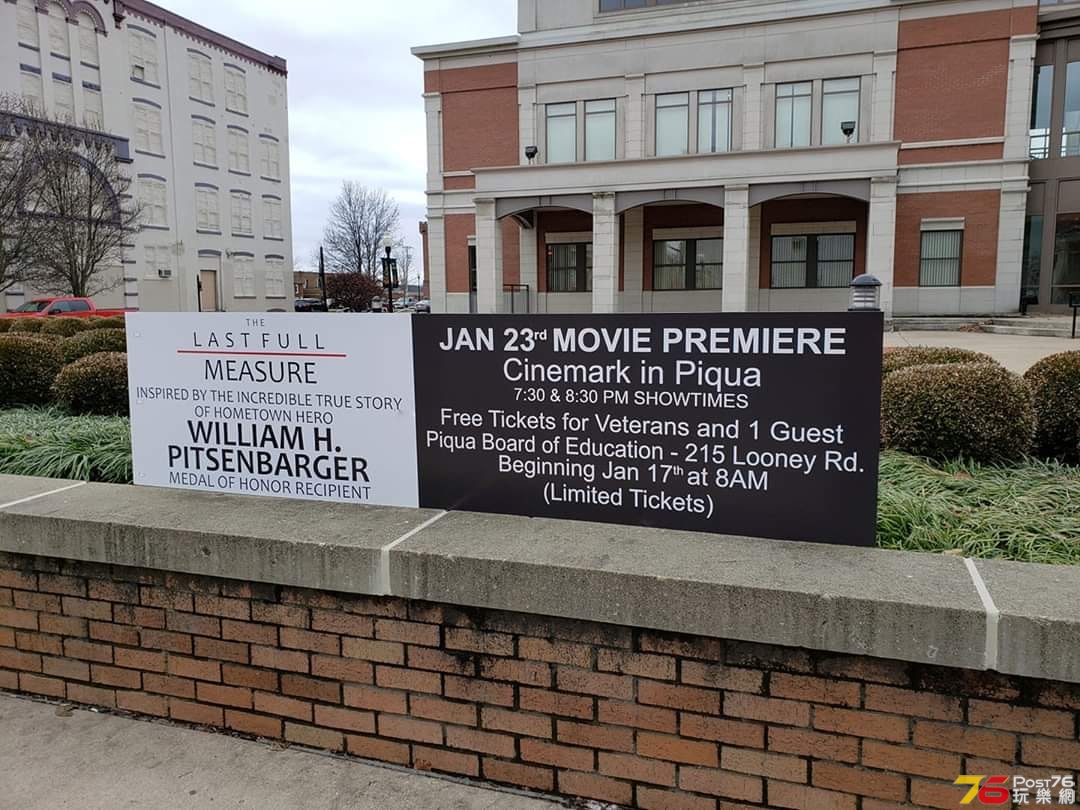 THE
LAST FULL
MEASURE
INSPIRED BY THE INCREDIBLE TRUE STORY
OF HOMETOWN HERO
WILLIAM H.
PITSENBARGER
MEDAL OF HONOR RECIPIENT
JAN 23rd MOVIE PREMIERE
Cinemark in Piqua
7:30 & 8:30 PM SHOWTIMES
Free Tickets for Veterans and 1 Guest
Piqua Board of Education - 215 Looney Rd.
Beginning Jan 17th at 8AM
(Limited Tickets)
76 POST76
玩樂網